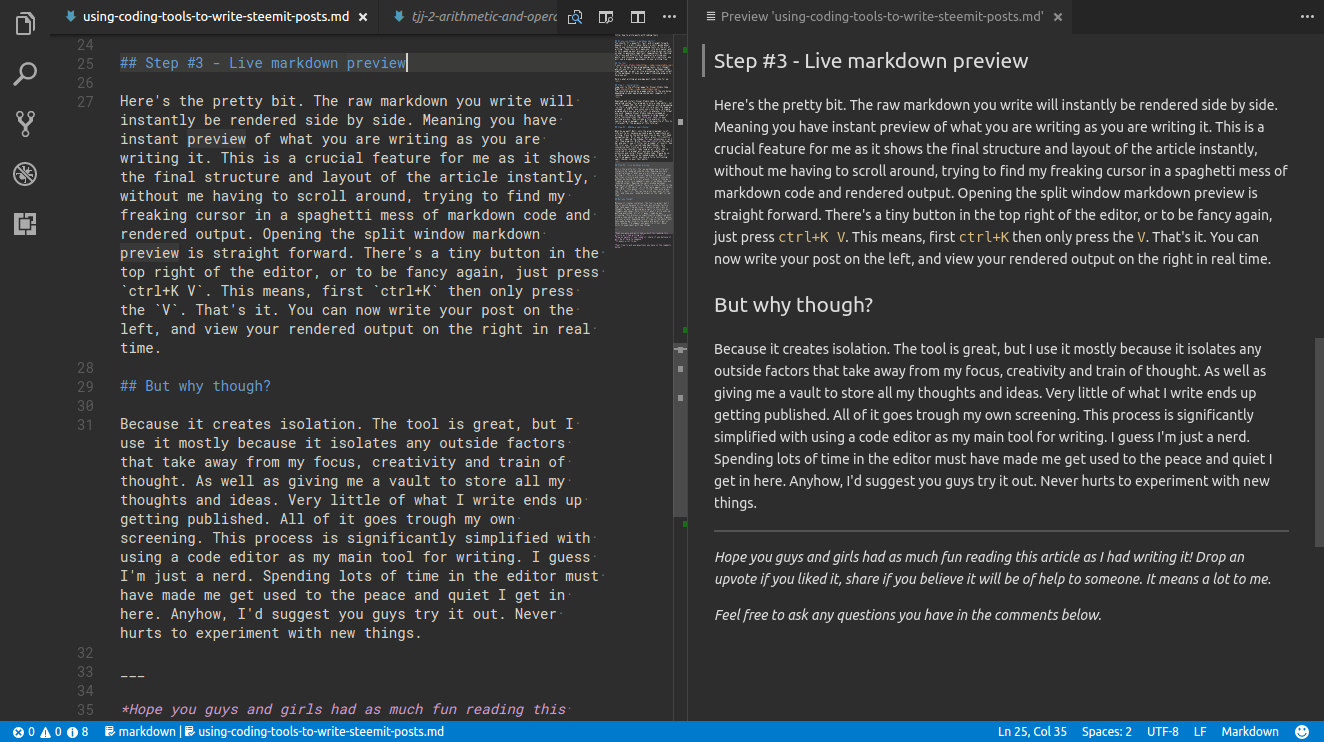 using-coding-tools-to-write-steemit-posts.md
tjj-2-arithmetic-and-opera
Preview 'using-coding-tools-to-write-steemit-posts.md'
24
25 ## Step #3 - Live markdown preview
26
27 Here's the pretty bit. The raw markdown you write will
instantly be rendered side by side. Meaning you have
instant preview of what you are writing as you are
writing it. This is a crucial feature for me as it shows
the final structure and layout of the article instantly,
without me having to scroll around, trying to find my
freaking cursor in a spaghetti mess of markdown code and
rendered output. Opening the split window markdown
preview is straight forward. There's a tiny button in the
top right of the editor, or to be fancy again, just press
`ctrl+K V`. This means, first `ctrl+K` then only press
the `V`. That's it. You can now write your post on the
left, and view your rendered output on the right in real
time.
28
29 ## But why though?
30
31 Because it creates isolation. The tool is great, but I
use it mostly because it isolates any outside factors
that take away from my focus, creativity and train of
thought. As well as giving me a vault to store all my
thoughts and ideas. Very little of what I write ends up
getting published. All of it goes trough my own
screening. This process is significantly simplified with
using a code editor as my main tool for writing. I guess
I'm just a nerd. Spending lots of time in the editor must
have made me get used to the peace and quiet I get in
here. Anyhow, I'd suggest you guys try it out. Never
hurts to experiment with new things.
32
33 ---
34
35 *Hope you guys and girls had as much fun reading this
Step #3 - Live markdown preview
Here's the pretty bit. The raw markdown you write will instantly be rendered side by side.
Meaning you have instant preview of what you are writing as you are writing it. This is a
crucial feature for me as it shows the final structure and layout of the article instantly,
without me having to scroll around, trying to find my freaking cursor in a spaghetti mess of
markdown code and rendered output. Opening the split window markdown preview is
straight forward. There's a tiny button in the top right of the editor, or to be fancy again,
just press ctrl+K V. This means, first ctrl+K then only press the V. That's it. You can
now write your post on the left, and view your rendered output on the right in real time.
But why though?
Because it creates isolation. The tool is great, but I use it mostly because it isolates any
outside factors that take away from my focus, creativity and train of thought. As well as
giving me a vault to store all my thoughts and ideas. Very little of what I write ends up
getting published. All of it goes trough my own screening. This process is significantly
simplified with using a code editor as my main tool for writing. I guess I'm just a nerd.
Spending lots of time in the editor must have made me get used to the peace and quiet I
get in here. Anyhow, I'd suggest you guys try it out. Never hurts to experiment with new
things.
Hope you guys and girls had as much fun reading this article as I had writing it! Drop an
upvote if you liked it, share if you believe it will be of help to someone. It means a lot to me.
Feel free to ask any questions you have in the comments below.
0 0 8 markdown | using-coding-tools-to-write-steemit-posts.md
Ln 25, Col 35 Spaces: 2 UTF-8 LF Markdown